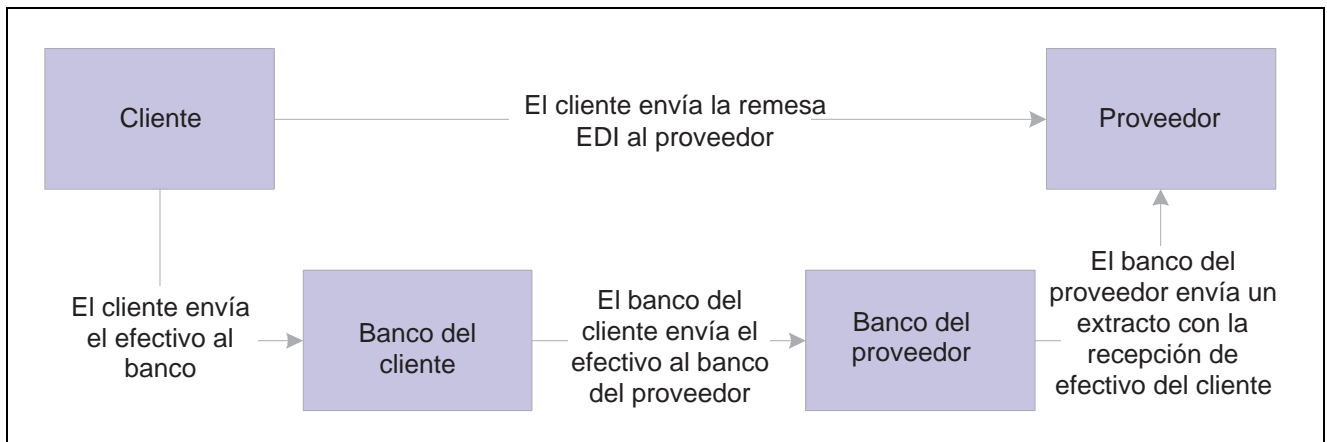 Cliente
El cliente envía la remesa
EDI al proveedor
Proveedor
El cliente envía
el efectivo al
banco
Banco del
cliente
El banco del
cliente envía el
efectivo al banco
del proveedor
Banco del
proveedor
El banco del
proveedor envía un
extracto con la
recepción de
efectivo del cliente